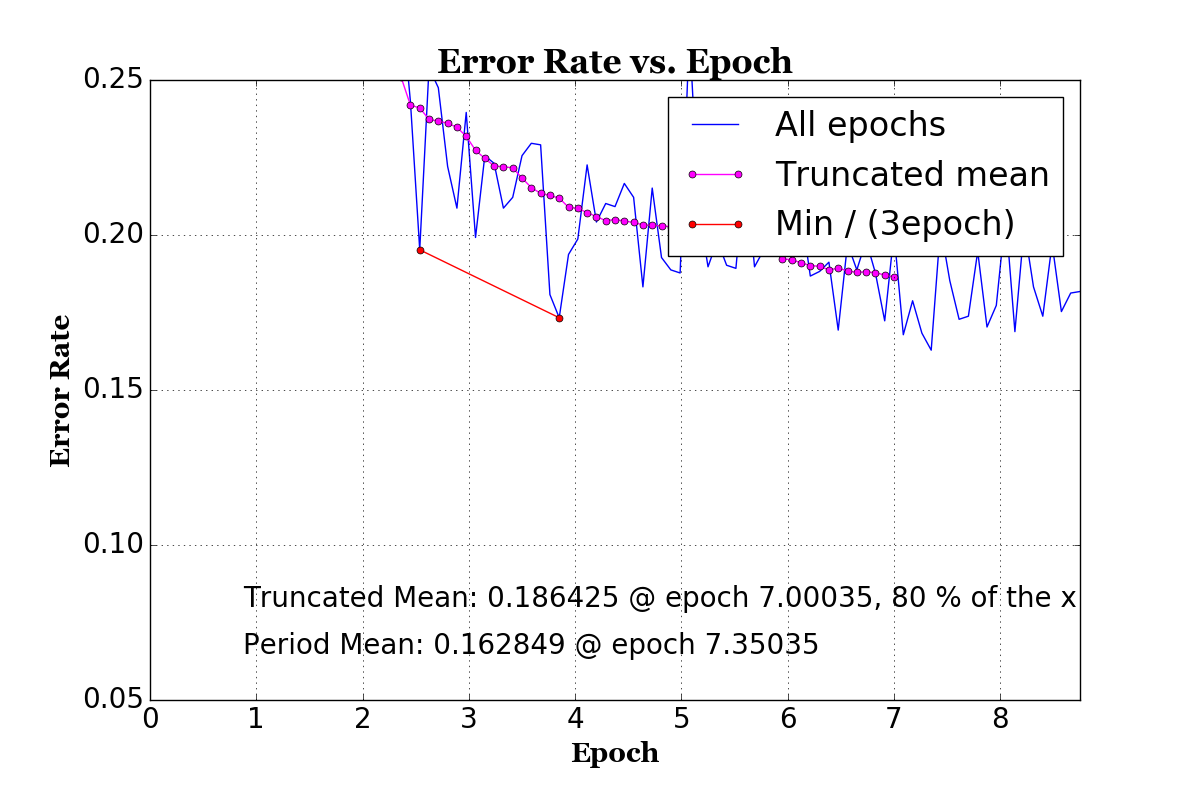 Error Rate vs. Epoch
0.25
0.20
0.15
0.10
0.05
Error Rate
All epochs
Truncated mean
Min / (3epoch)
Truncated Mean: 0.186425 @ epoch 7.00035, 80 % of the x
Period Mean: 0.162849 @ epoch 7.35035
0 1 2 3 4 5 6 7 8
Epoch